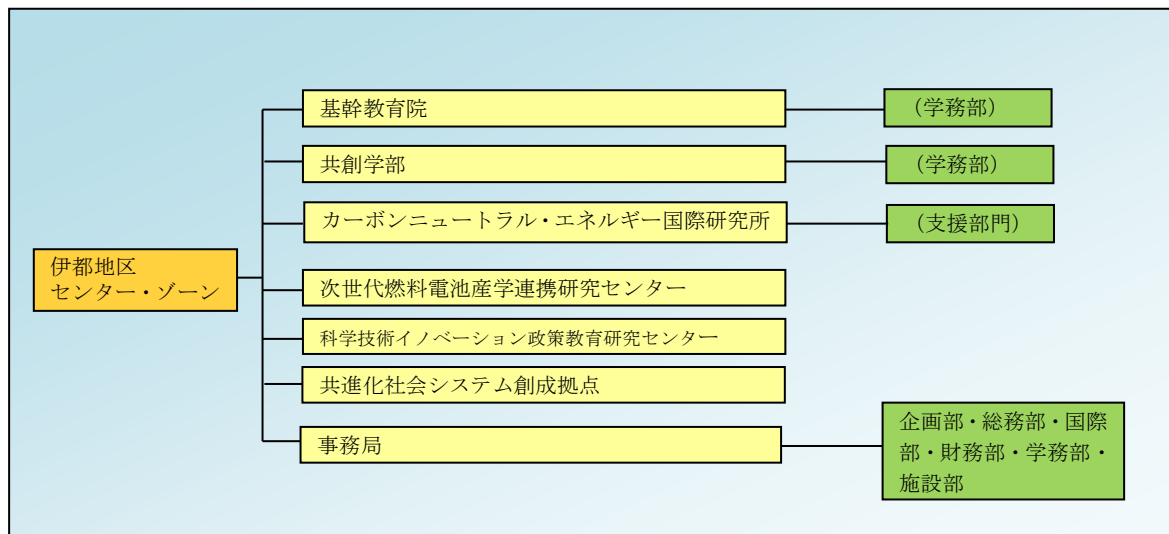 基幹教育院
（学務部）
共創学部
（学務部）
カーボンニュートラル・エネルギー国際研究所
（支援部門）
伊都地区
センター・ゾーン
次世代燃料電池産学連携研究センター
科学技術イノベーション政策教育研究センター
共進化社会システム創成拠点
事務局
企画部・総務部・国際
部・財務部・学務部・
施設部